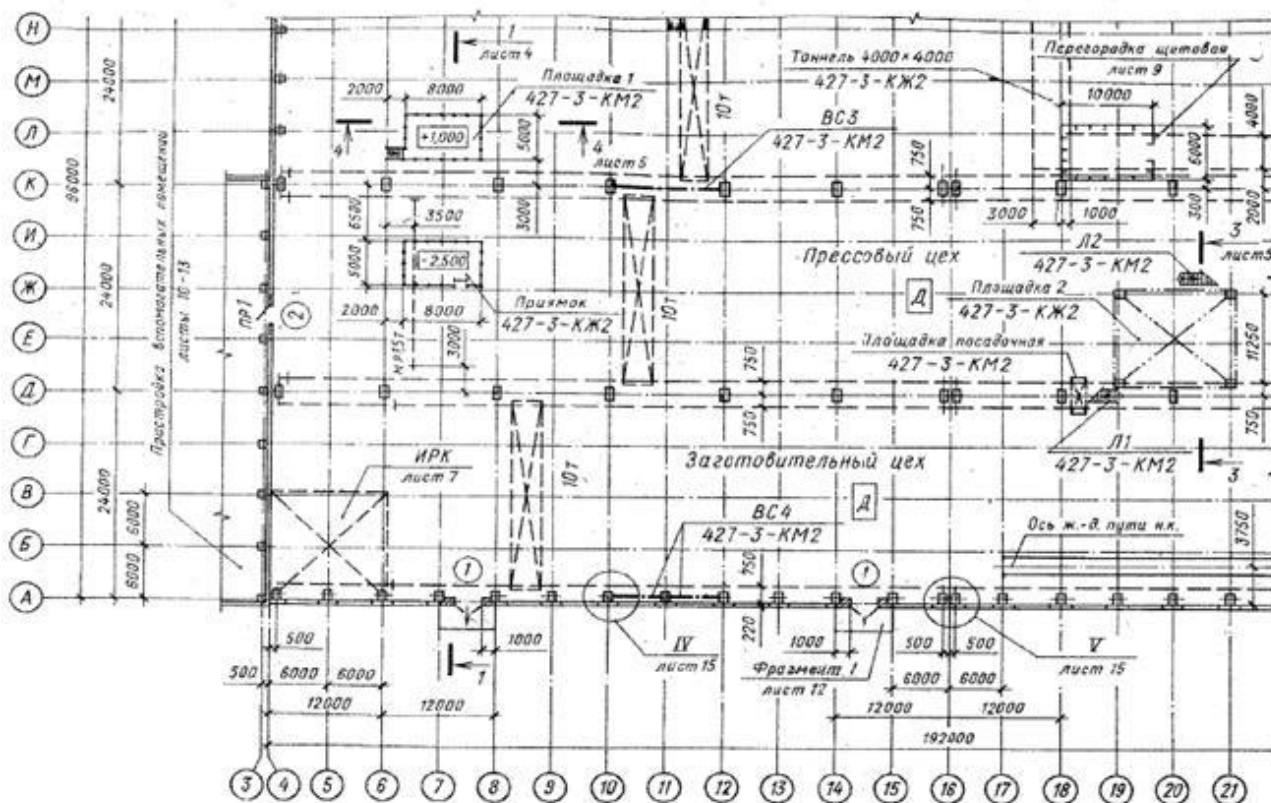 Н
1
лист 4
Таннель 4000×4000
427-3-КЖ2
Перегородка щитовая
лист 9
М
24000
Площадка 1
427-3-КМ2
2000
8000
10т
10000
4000
Л
+1,000
5000
ВС3
427-3-КМ2
6000
4
4
лист 5
750
К
96000
3000
6500
3500
750
3000
1000
300
2000
И
Прессовый цех
Л2
427-3-КМ2
3
5000
-2,500
Ж
24000
ПР1
2
2000
8000
Приямок
427-3-КЖ2
10т
Д
Площадка 2
427-3-КЖ2
Е
3000
Площадка посадочная
427-3-КМ2
11250
750
Д
750
750
Пристройка вспомогательных помещений
листы 10-13
Г
Заготовительный цех
Л1
427-3-КМ2
3
ИРК
лист 7
10т
В
24000
6000
Д
ВС4
427-3-КМ2
Ось ж.-д. пути н.к.
3750
Б
6000
1
750
1
А
220
500
1000
IV
лист 15
1000
Фрагмент 1
лист 12
500
500
V
лист 15
500
6000
6000
1
6000
6000
12000
12000
12000
12000
192000
3
4
5
6
7
8
9
10
11
12
13
14
15
16
17
18
19
20
21